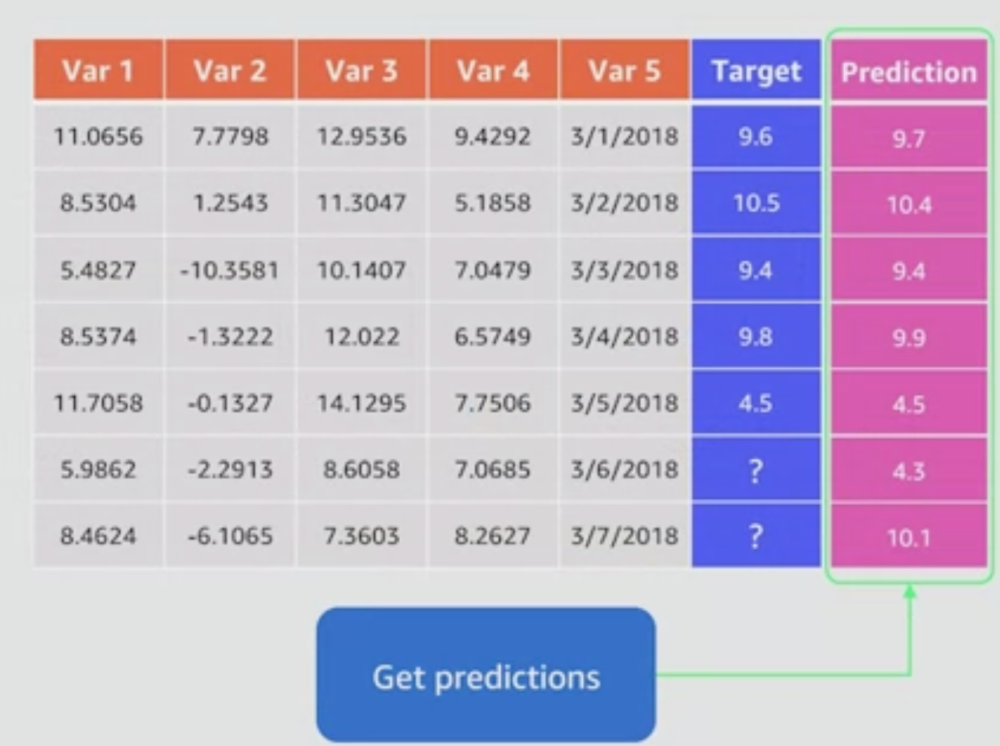 Var 1 Var 2 Var 3 Var 4 Var 5 Target Prediction
11.0656 7.7798 12.9536 9.4292 3/1/2018 9.6 9.7
8.5304 1.2543 11.3047 5.1858 3/2/2018 10.5 10.4
5.4827 -10.3581 10.1407 7.0479 3/3/2018 9.4 9.4
8.5374 -1.3222 12.022 6.5749 3/4/2018 9.8 9.9
11.7058 -0.1327 14.1295 7.7506 3/5/2018 4.5 4.5
5.9862 -2.2913 8.6058 7.0685 3/6/2018 ? 4.3
8.4624 -6.1065 7.3603 8.2627 3/7/2018 ? 10.1
Get predictions